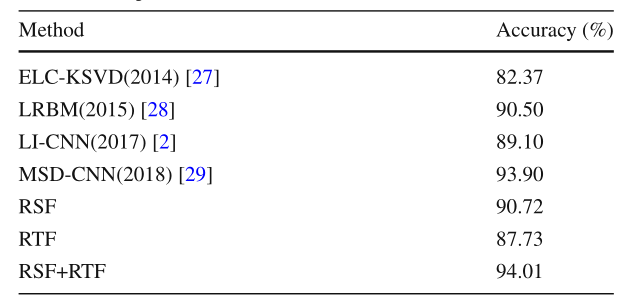 Method Accuracy (%)
ELC-KSVD(2014) [27] 82.37
LRBM(2015) [28] 90.50
LI-CNN(2017) [2] 89.10
MSD-CNN(2018) [29] 93.90
RSF 90.72
RTF 87.73
RSF+RTF 94.01